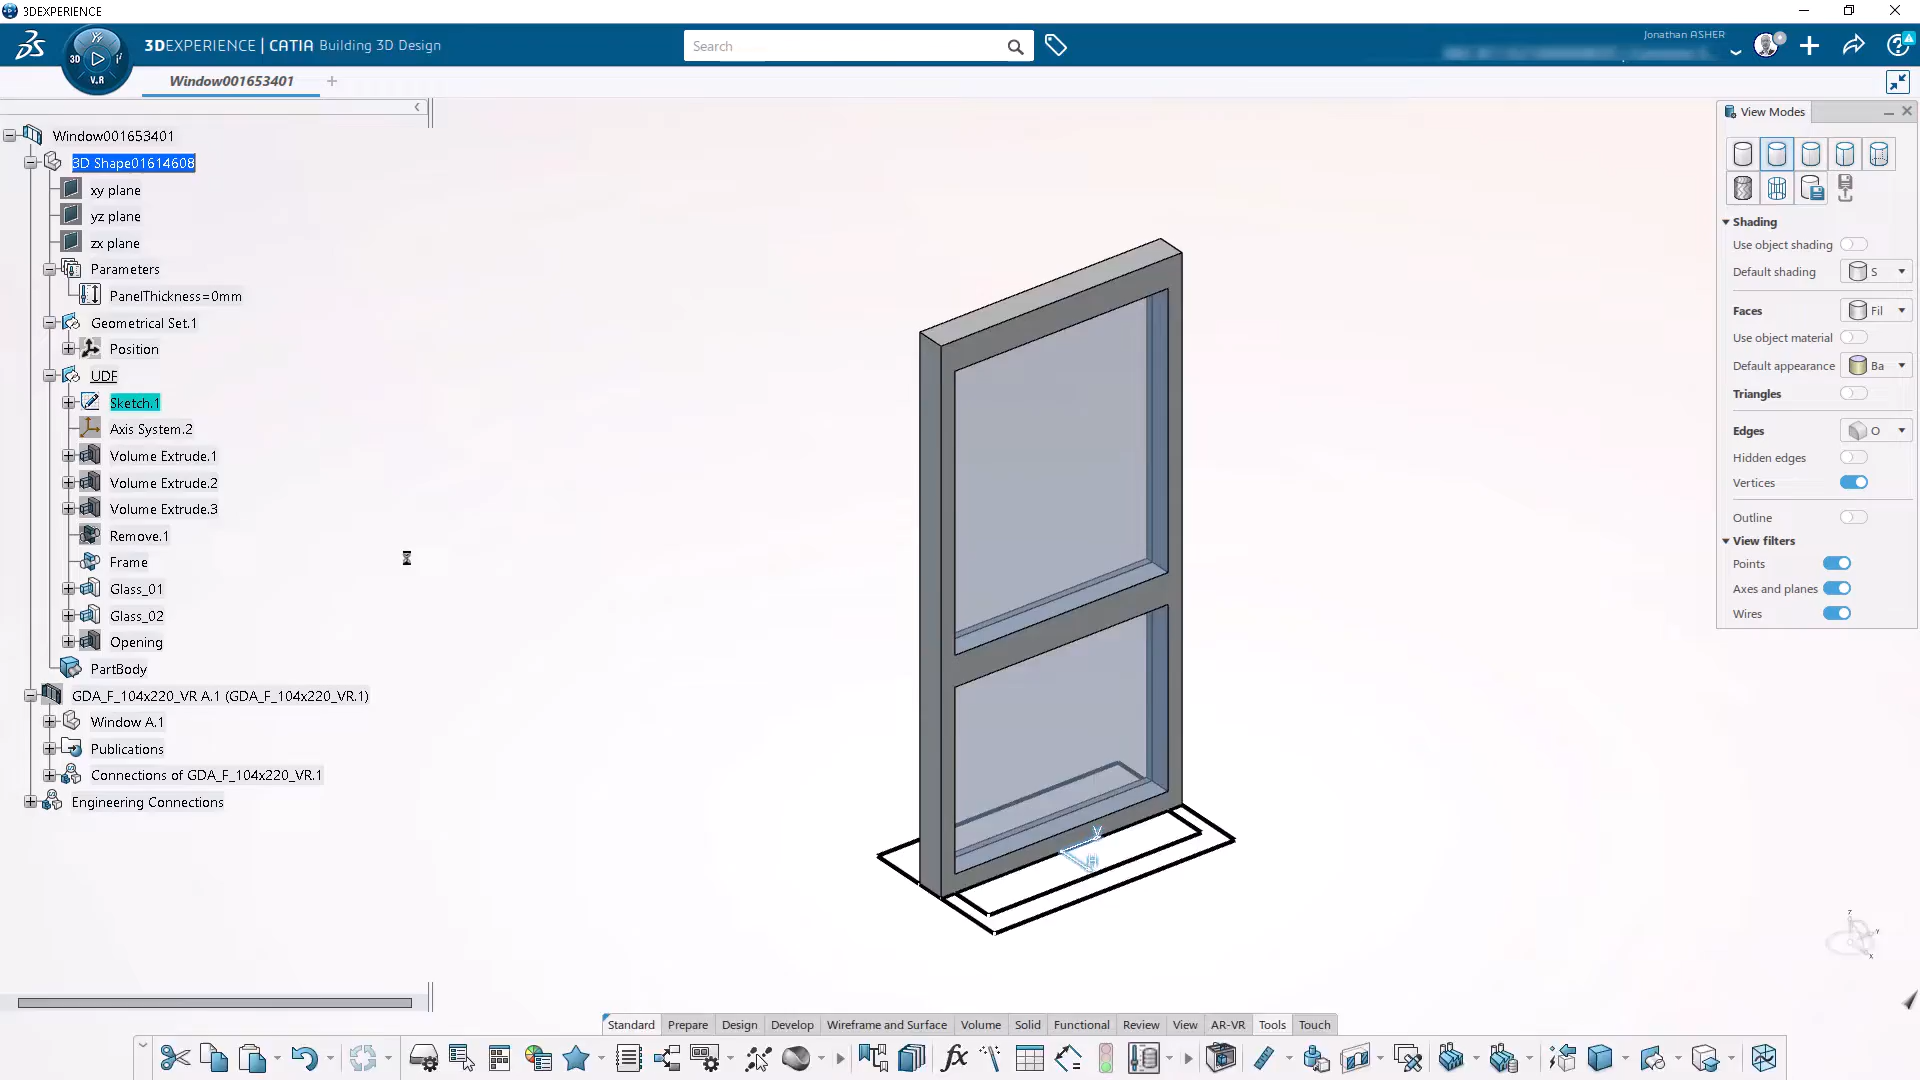 3DEXPERIENCE
3DEXPERIENCE | CATIA Building 3D Design
Search
Jonathan ASHER
3D
V.R
Window001653401
Window001653401
3D Shape01614608
xy plane
yz plane
zx plane
Parameters
PanelThickness=0mm
Geometrical Set.1
Position
UDF
Sketch.1
Axis System.2
Volume Extrude.1
Volume Extrude.2
Volume Extrude.3
Remove.1
Frame
Glass_01
Glass_02
Opening
PartBody
GDA_F_104x220_VR A.1 (GDA_F_104x220_VR.1)
Window A.1
Publications
Connections of GDA_F_104x220_VR.1
Engineering Connections
V
H
View Modes
Shading
Use object shading
Default shading S
Faces Fil
Use object material
Default appearance Ba
Triangles
Edges O
Hidden edges
Vertices
Outline
View filters
Points
Axes and planes
Wires
z
y
x
Standard Prepare Design Develop Wireframe and Surface Volume Solid Functional Review View AR-VR Tools Touch
fx